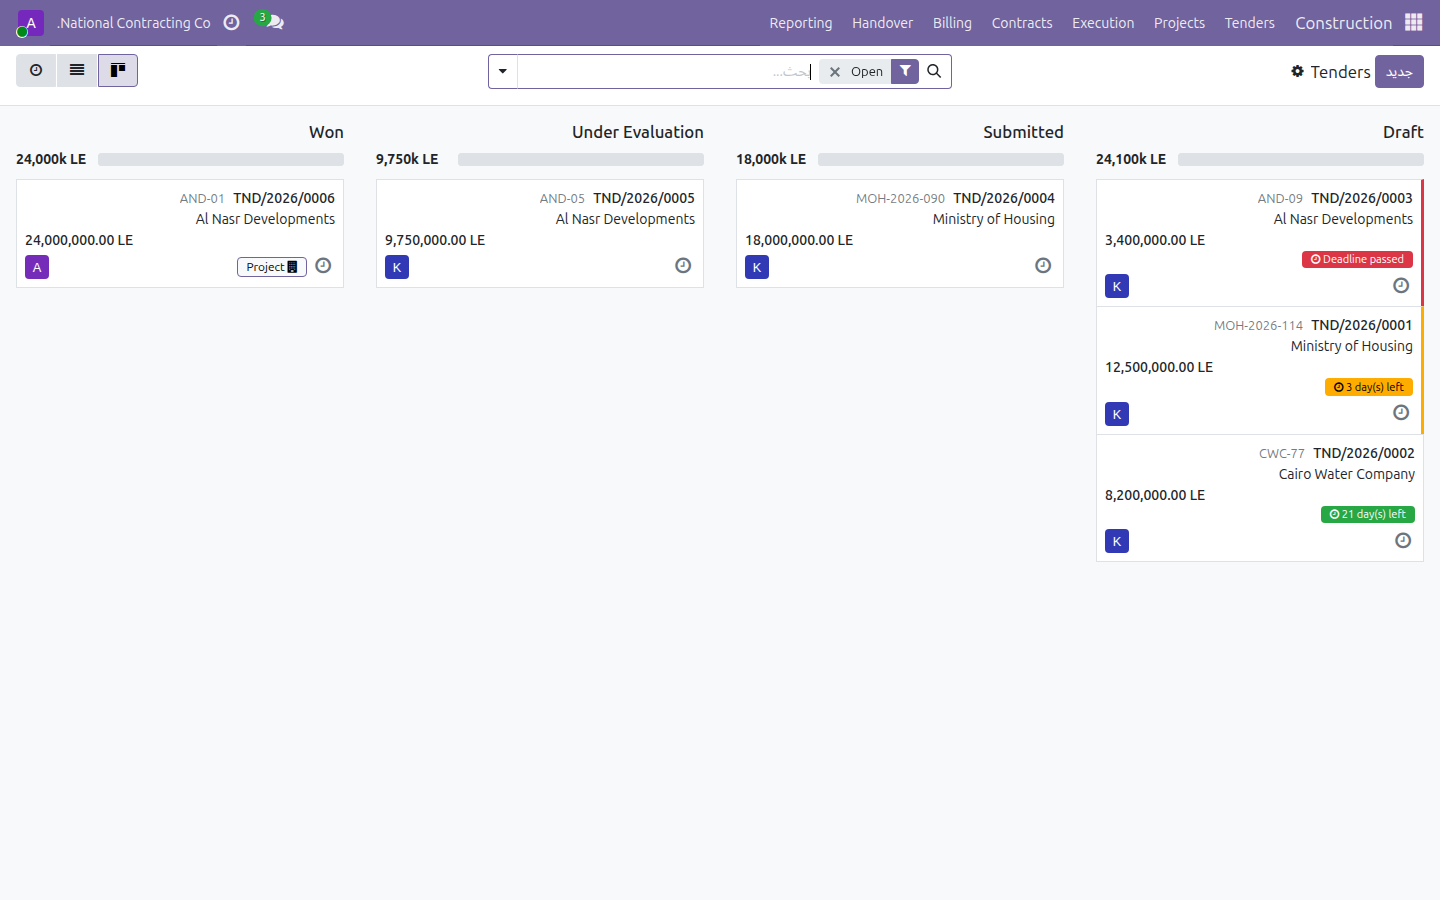 Construction
Tenders
Projects
Execution
Contracts
Billing
Handover
Reporting
3
National Contracting Co.
A
جديد
Tenders
Open
بحث...
Draft
24,100k LE
TND/2026/0003 AND-09
Al Nasr Developments
3,400,000.00 LE
Deadline passed
K
TND/2026/0001 MOH-2026-114
Ministry of Housing
12,500,000.00 LE
3 day(s) left
K
TND/2026/0002 CWC-77
Cairo Water Company
8,200,000.00 LE
21 day(s) left
K
Submitted
18,000k LE
TND/2026/0004 MOH-2026-090
Ministry of Housing
18,000,000.00 LE
K
Under Evaluation
9,750k LE
TND/2026/0005 AND-05
Al Nasr Developments
9,750,000.00 LE
K
Won
24,000k LE
TND/2026/0006 AND-01
Al Nasr Developments
24,000,000.00 LE
Project
A